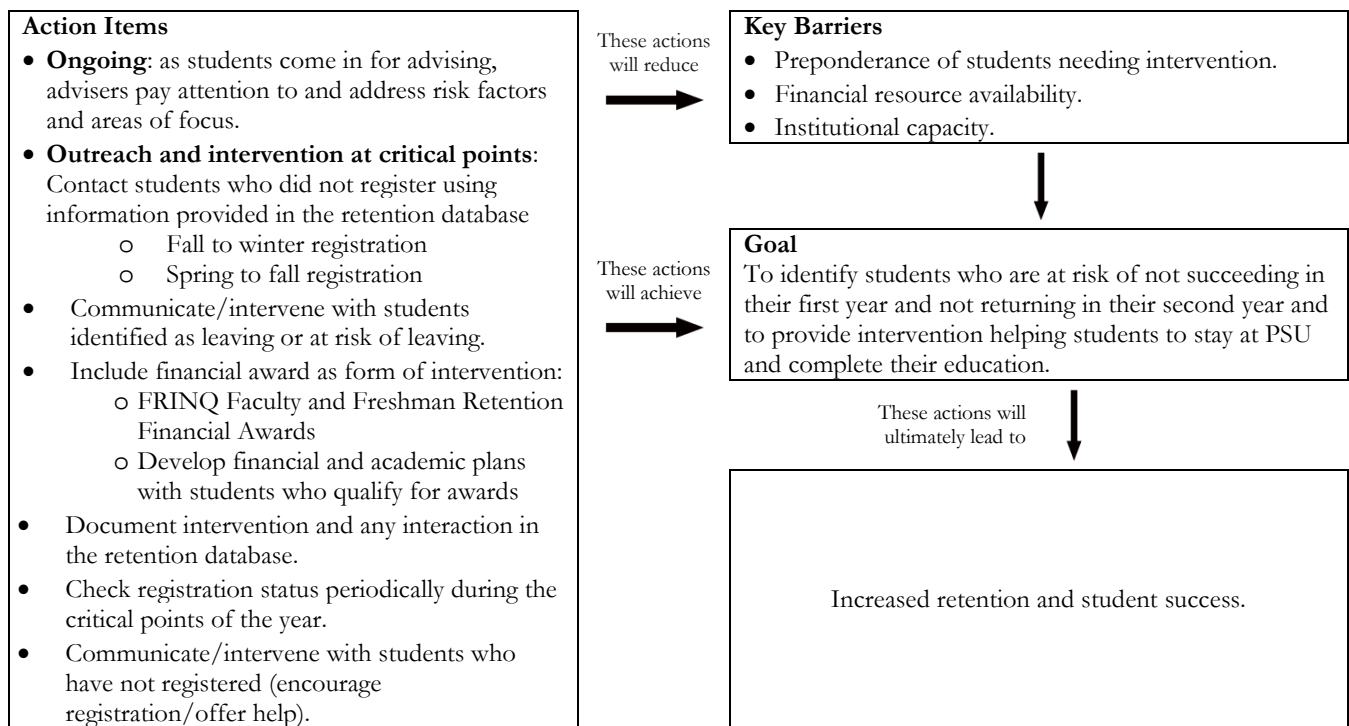 Action Items
• Ongoing: as students come in for advising,
advisers pay attention to and address risk factors
and areas of focus.
• Outreach and intervention at critical points:
Contact students who did not register using
information provided in the retention database
o Fall to winter registration
o Spring to fall registration
• Communicate/intervene with students
identified as leaving or at risk of leaving.
• Include financial award as form of intervention:
o FRINQ Faculty and Freshman Retention
Financial Awards
o Develop financial and academic plans
with students who qualify for awards
• Document intervention and any interaction in
the retention database.
• Check registration status periodically during the
critical points of the year.
• Communicate/intervene with students who
have not registered (encourage
registration/offer help).
These actions
will reduce
Key Barriers
• Preponderance of students needing intervention.
• Financial resource availability.
• Institutional capacity.
These actions
will achieve
Goal
To identify students who are at risk of not succeeding in
their first year and not returning in their second year and
to provide intervention helping students to stay at PSU
and complete their education.
These actions will
ultimately lead to
Increased retention and student success.